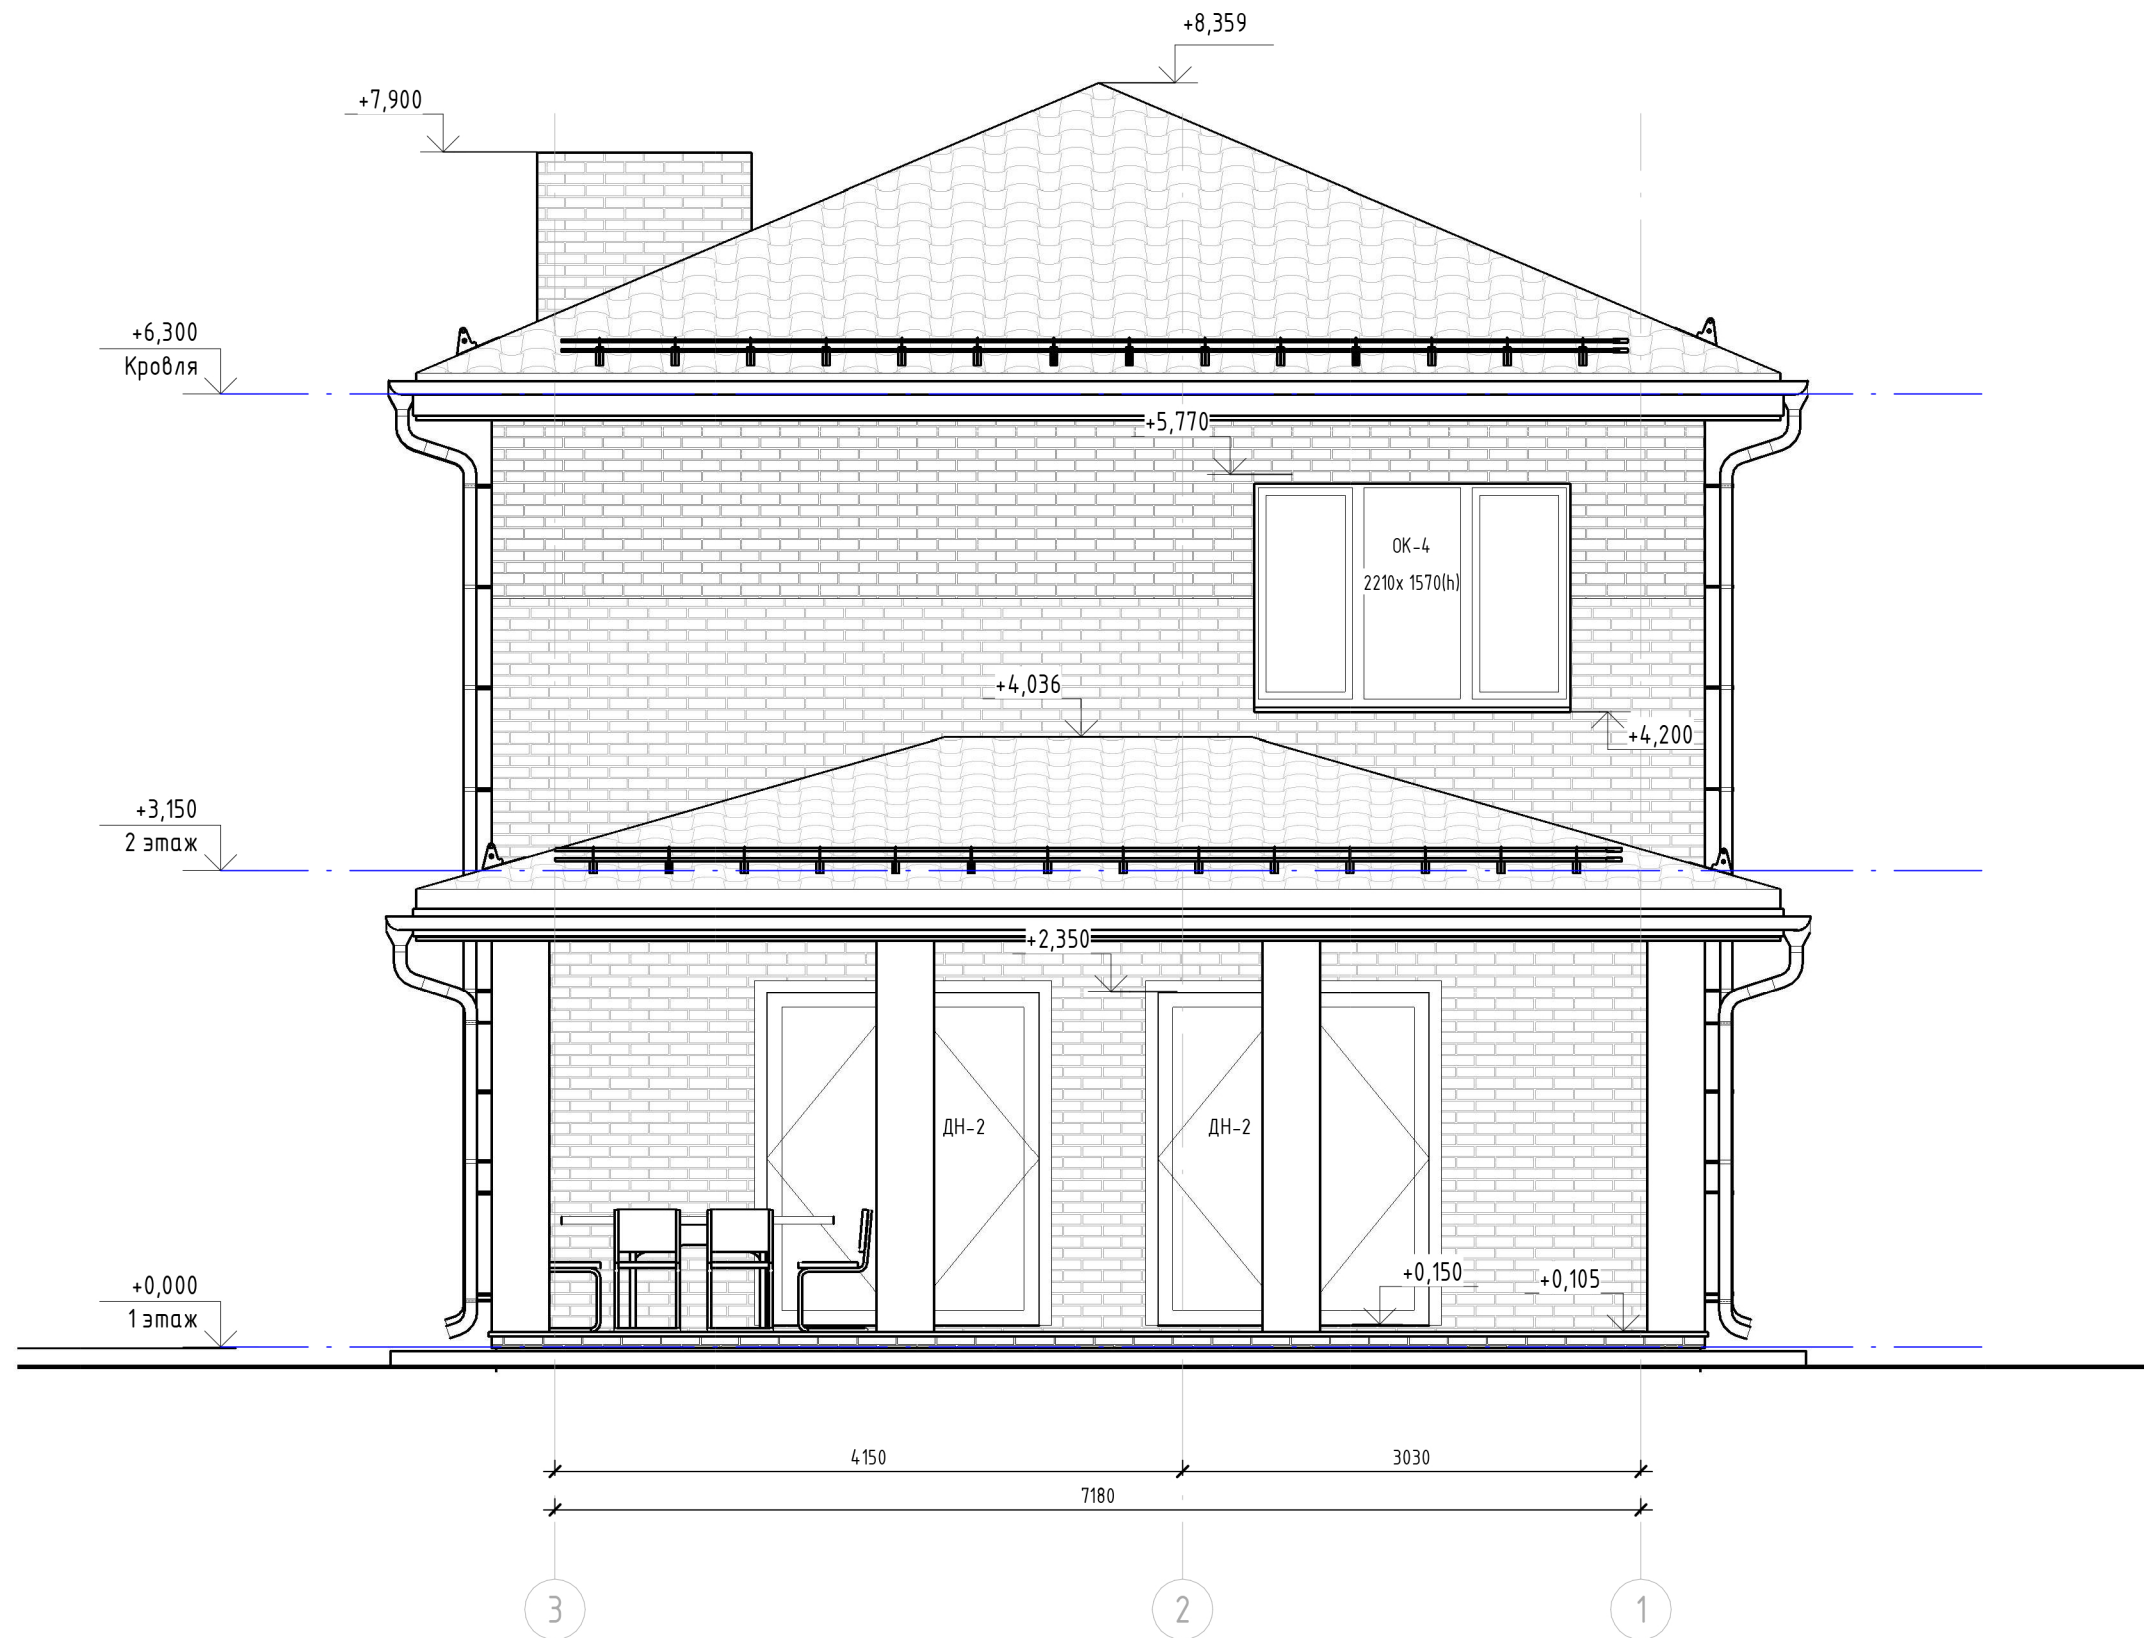 +8,359
+7,900
+6,300
Кровля
+5,770
ОК-4
2210x 1570(h)
+4,036
+4,200
+3,150
2 этаж
+2,350
ДН-2
ДН-2
+0,150
+0,105
+0,000
1 этаж
4150
3030
7180
3
2
1